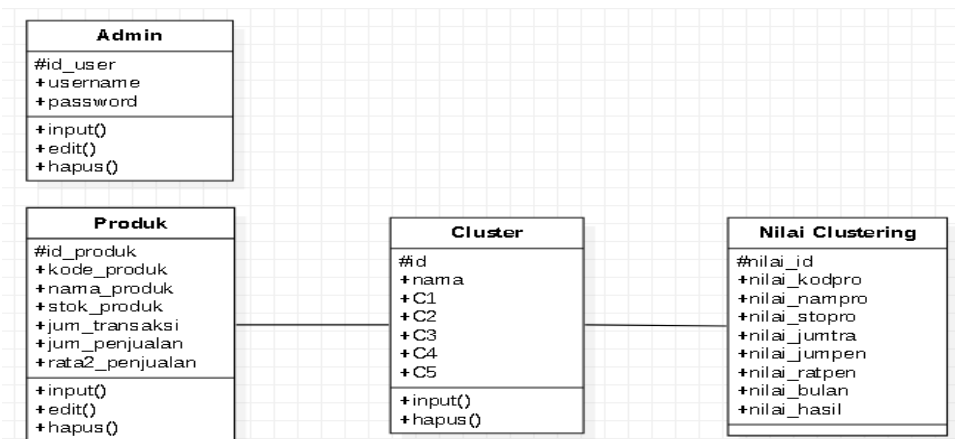 Admin
#id_user
+username
+password
+input()
+edit()
+hapus()
Produk
#id_produk
+kode_produk
+nama_produk
+stok_produk
+jum_transaksi
+jum_penjualan
+rata2_penjualan
+input()
+edit()
+hapus()
Cluster
#id
+nama
+C1
+C2
+C3
+C4
+C5
+input()
+hapus()
Nilai Clustering
#nilai_id
+nilai_kodpro
+nilai_nampro
+nilai_stopro
+nilai_jumtra
+nilai_jumpen
+nilai_ratpen
+nilai_bulan
+nilai_hasil